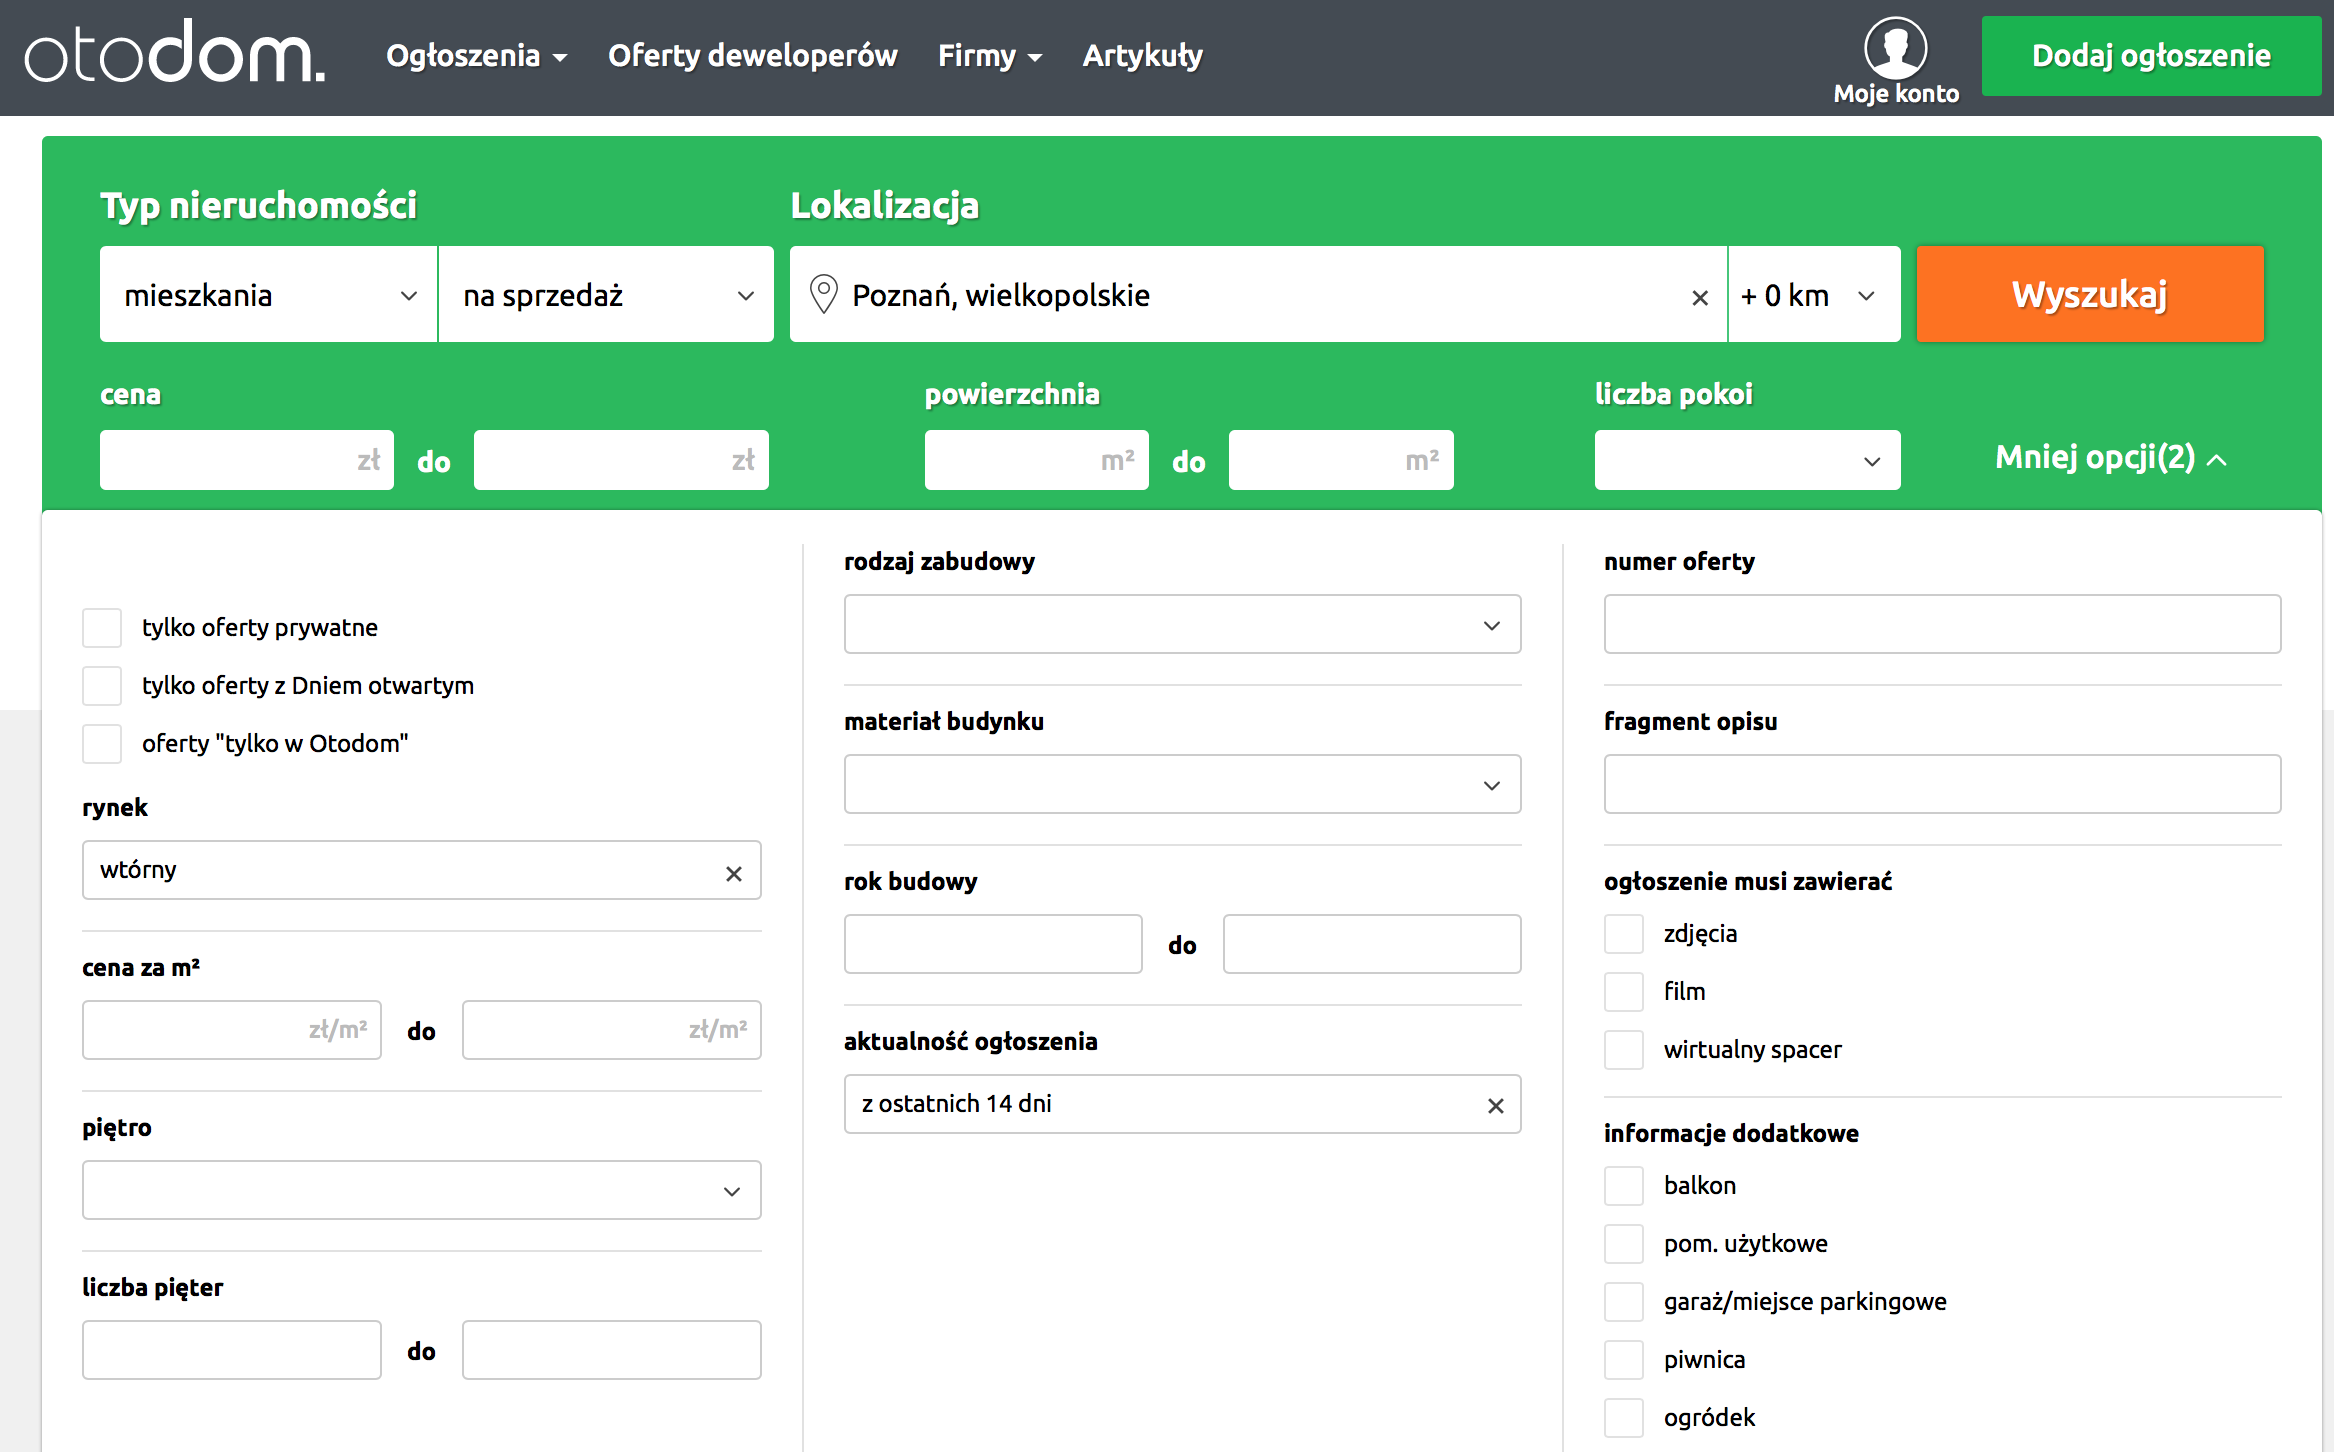 otodom.
Ogłoszenia Oferty deweloperów Firmy Artykuły
Moje konto
Dodaj ogłoszenie
Typ nieruchomości
mieszkania
na sprzedaż
Lokalizacja
Poznań, wielkopolskie
+ 0 km
Wyszukaj
cena
zł do zł
powierzchnia
m² do m²
liczba pokoi
Mniej opcji(2)
tylko oferty prywatne
tylko oferty z Dniem otwartym
oferty "tylko w Otodom"
rynek
wtórny
cena za m²
zł/m² do zł/m²
piętro
liczba pięter
do
rodzaj zabudowy
materiał budynku
rok budowy
do
aktualność ogłoszenia
z ostatnich 14 dni
numer oferty
fragment opisu
ogłoszenie musi zawierać
zdjęcia
film
wirtualny spacer
informacje dodatkowe
balkon
pom. użytkowe
garaż/miejsce parkingowe
piwnica
ogródek